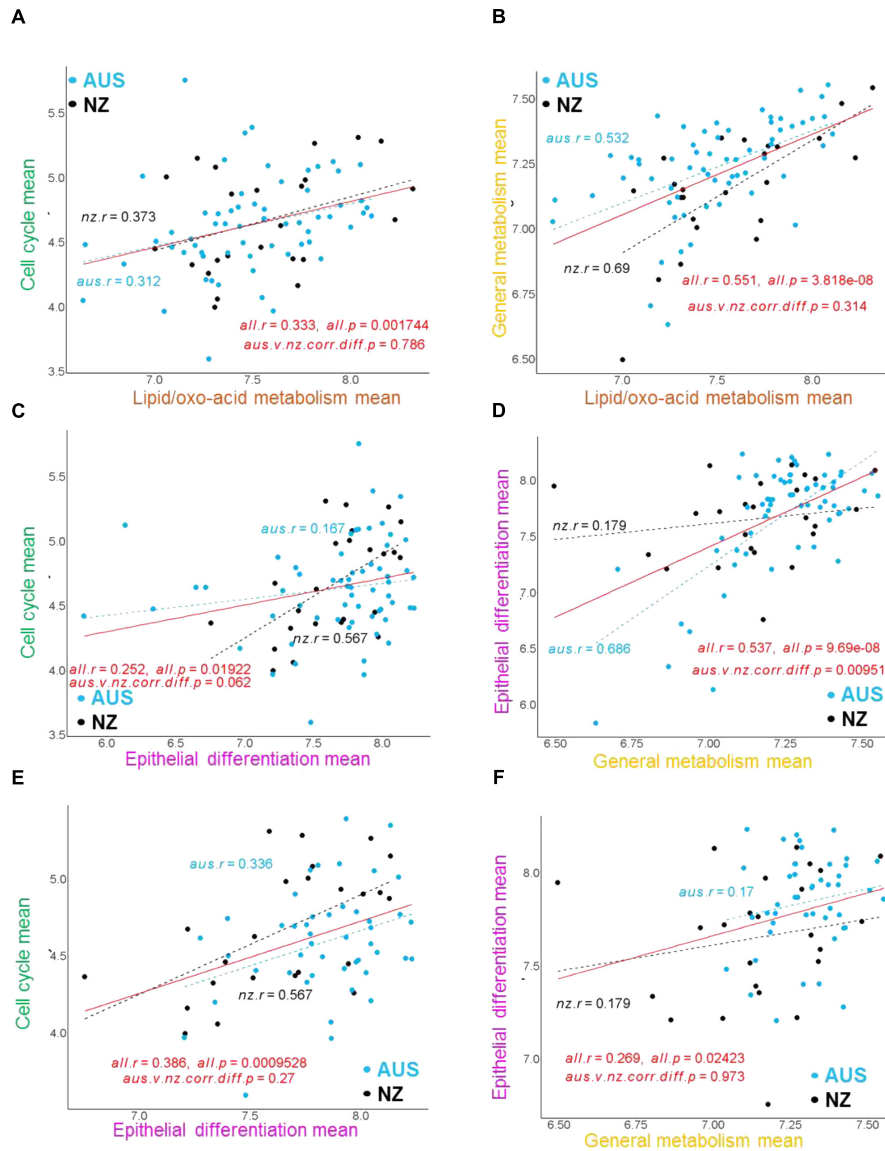 A
AUS
NZ
Cell cycle mean
5.5
5.0
4.5
4.0
3.5
nz.r = 0.373
aus.r = 0.312
all.r = 0.333, all.p = 0.001744
aus.v.nz.corr.diff.p = 0.786
7.0 7.5 8.0
Lipid/oxo-acid metabolism mean
B
AUS
NZ
General metabolism mean
7.50
7.25
7.00
6.75
6.50
aus.r = 0.532
nz.r = 0.69
all.r = 0.551, all.p = 3.818e-08
aus.v.nz.corr.diff.p = 0.314
7.0 7.5 8.0
Lipid/oxo-acid metabolism mean
C
Cell cycle mean
5.5
5.0
4.5
4.0
3.5
aus.r = 0.167
nz.r = 0.567
all.r = 0.252, all.p = 0.01922
aus.v.nz.corr.diff.p = 0.062
AUS
NZ
6.0 6.5 7.0 7.5 8.0
Epithelial differentiation mean
D
Epithelial differentiation mean
8.0
7.5
7.0
6.5
6.0
nz.r = 0.179
aus.r = 0.686
all.r = 0.537, all.p = 9.69e-08
aus.v.nz.corr.diff.p = 0.00951
AUS
NZ
6.50 6.75 7.00 7.25 7.50
General metabolism mean
E
Cell cycle mean
5.0
4.5
4.0
aus.r = 0.336
nz.r = 0.567
all.r = 0.386, all.p = 0.0009528
aus.v.nz.corr.diff.p = 0.27
AUS
NZ
7.0 7.5 8.0
Epithelial differentiation mean
F
Epithelial differentiation mean
8.0
7.5
7.0
aus.r = 0.17
nz.r = 0.179
all.r = 0.269, all.p = 0.02423
aus.v.nz.corr.diff.p = 0.973
AUS
NZ
6.50 6.75 7.00 7.25 7.50
General metabolism mean